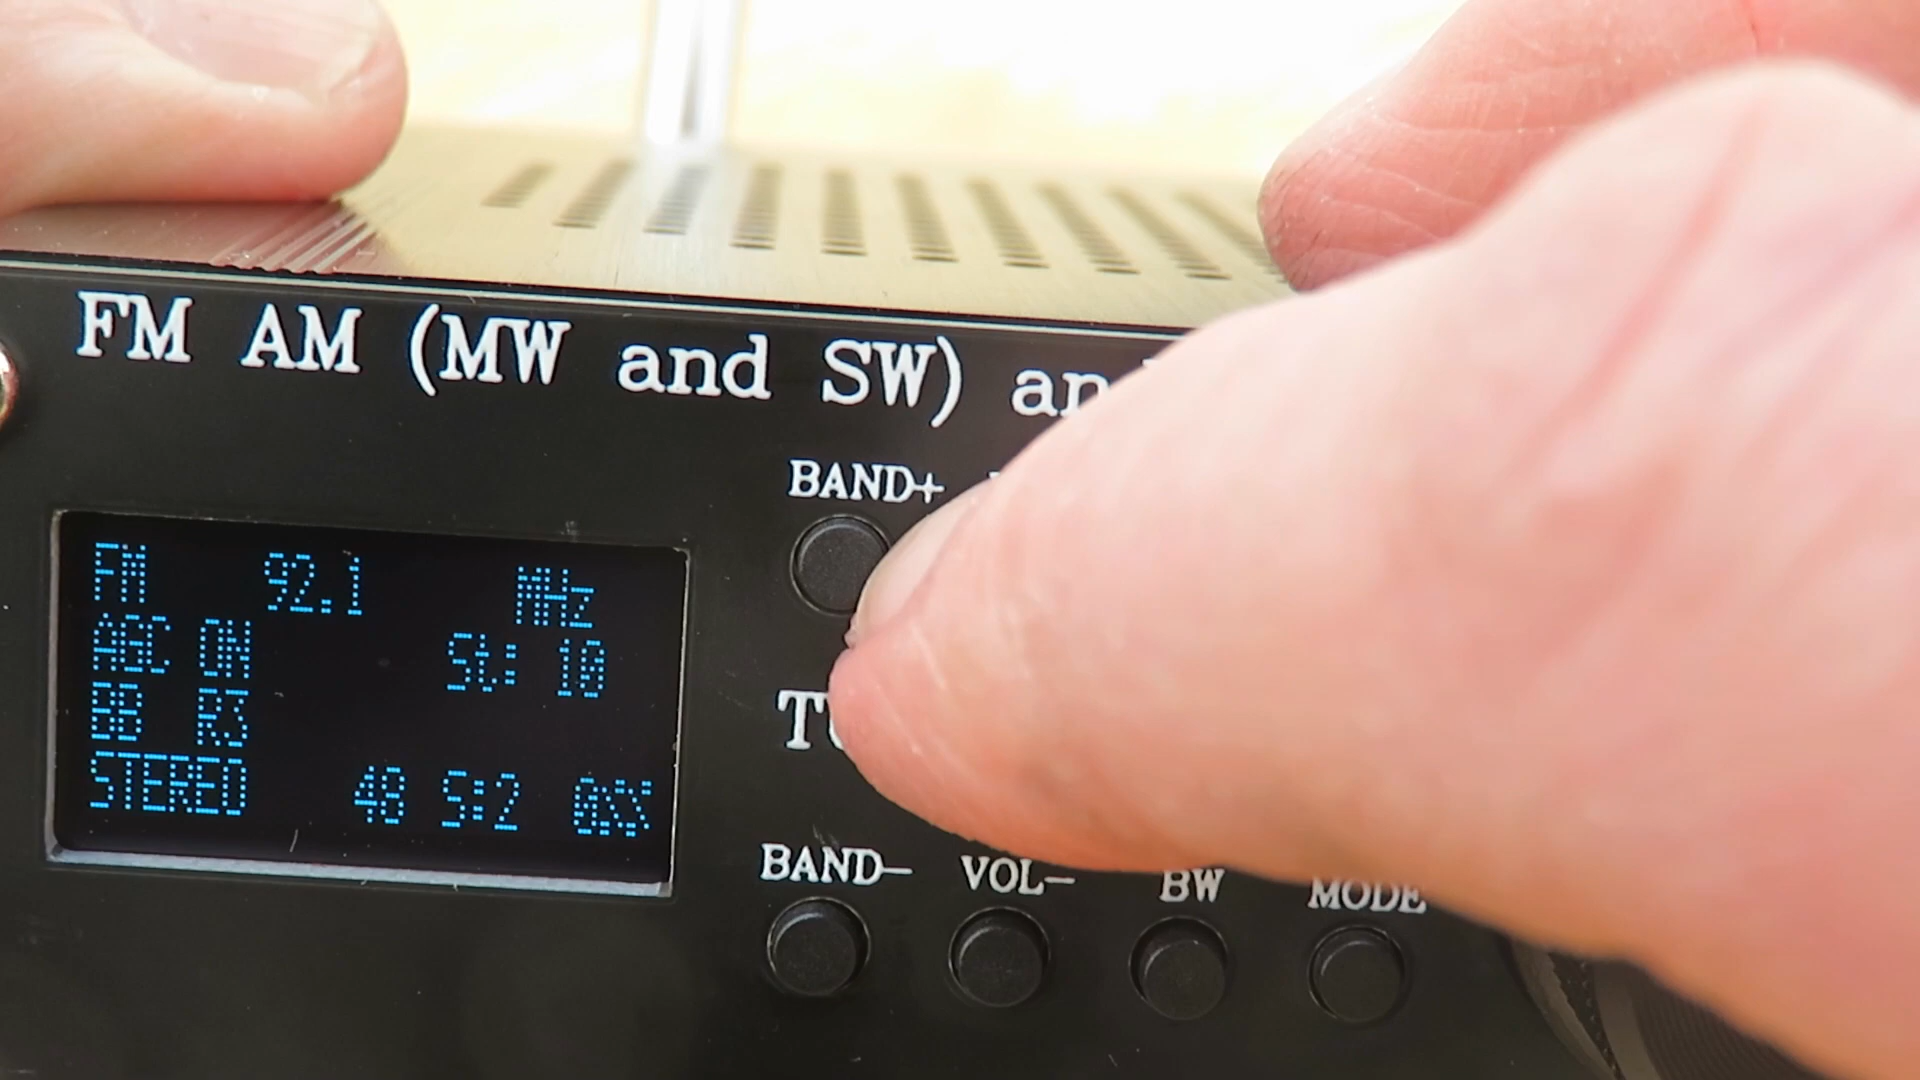 FM AM (MW and SW) an
BAND+
FM 92.1 MHz
AGC ON St: 10
BB R3
STEREO 48 S:2 0%%
BAND- VOL- BW MODE